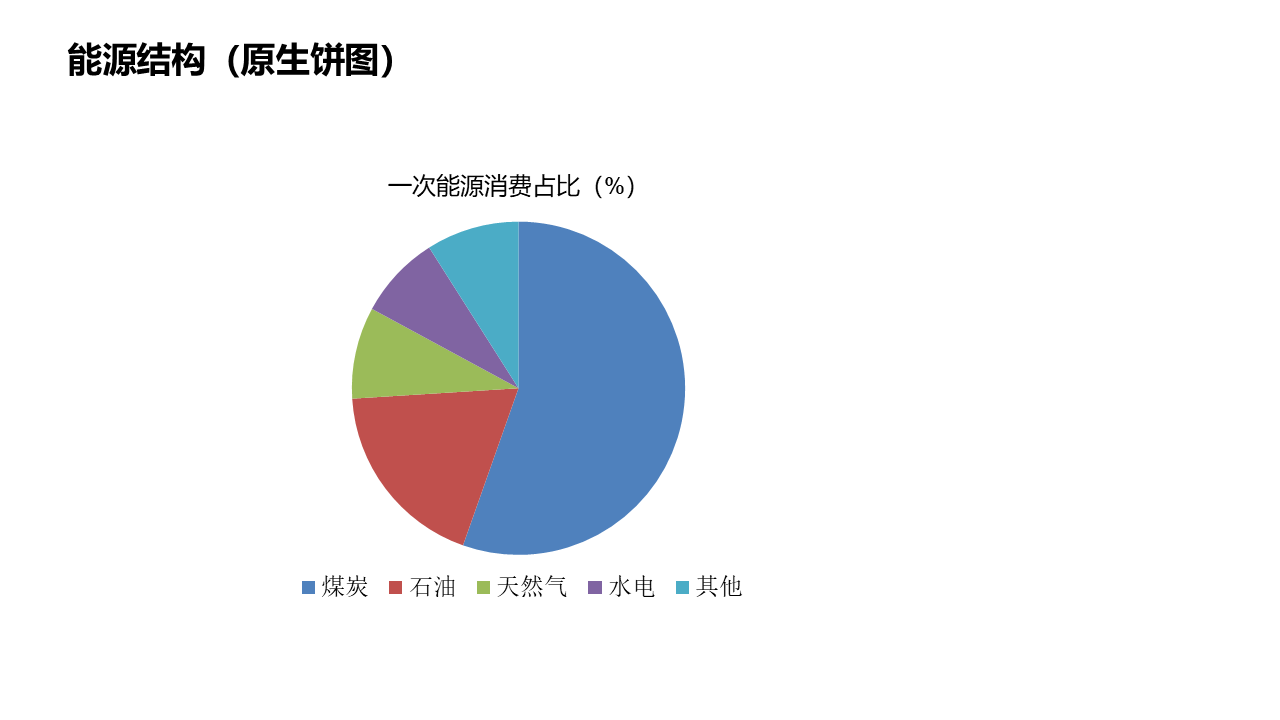 能源结构（原生饼图）
一次能源消费占比（%）
煤炭 石油 天然气 水电 其他